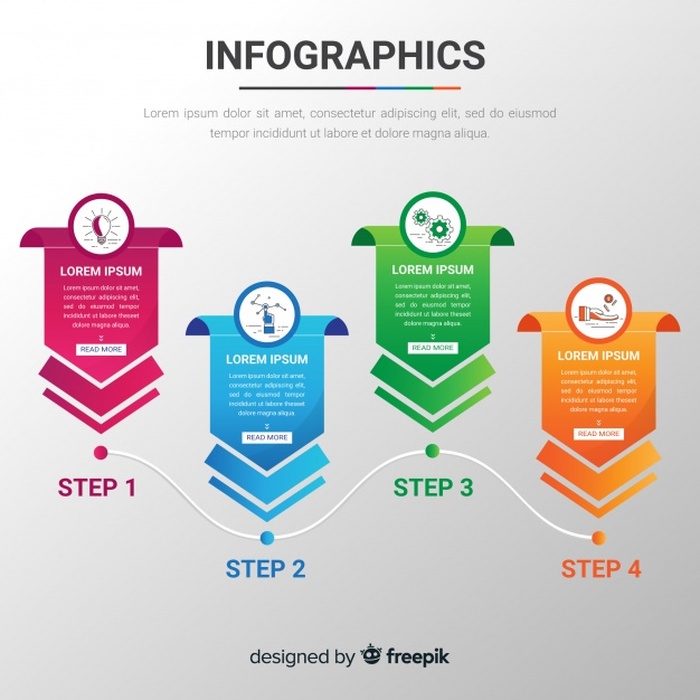 INFOGRAPHICS
Lorem ipsum dolor sit amet, consectetur adipiscing elit, sed do eiusmod
tempor incididunt ut labore et dolore magna aliqua.
LOREM IPSUM
Lorem ipsum dolor sit amet,
consectetur adipiscing elit,
sed do eiusmod tempor
incididunt ut labore et dolore
magna aliqua.
READ MORE
STEP 1
LOREM IPSUM
Lorem ipsum dolor sit amet,
consectetur adipiscing elit,
sed do eiusmod tempor
incididunt ut labore et dolore
magna aliqua.
READ MORE
STEP 2
LOREM IPSUM
Lorem ipsum dolor sit amet,
consectetur adipiscing elit,
sed do eiusmod tempor
incididunt ut labore et dolore
magna aliqua.
READ MORE
STEP 3
LOREM IPSUM
Lorem ipsum dolor sit amet,
consectetur adipiscing elit,
sed do eiusmod tempor
incididunt ut labore et dolore
magna aliqua.
READ MORE
STEP 4
designed by freepik